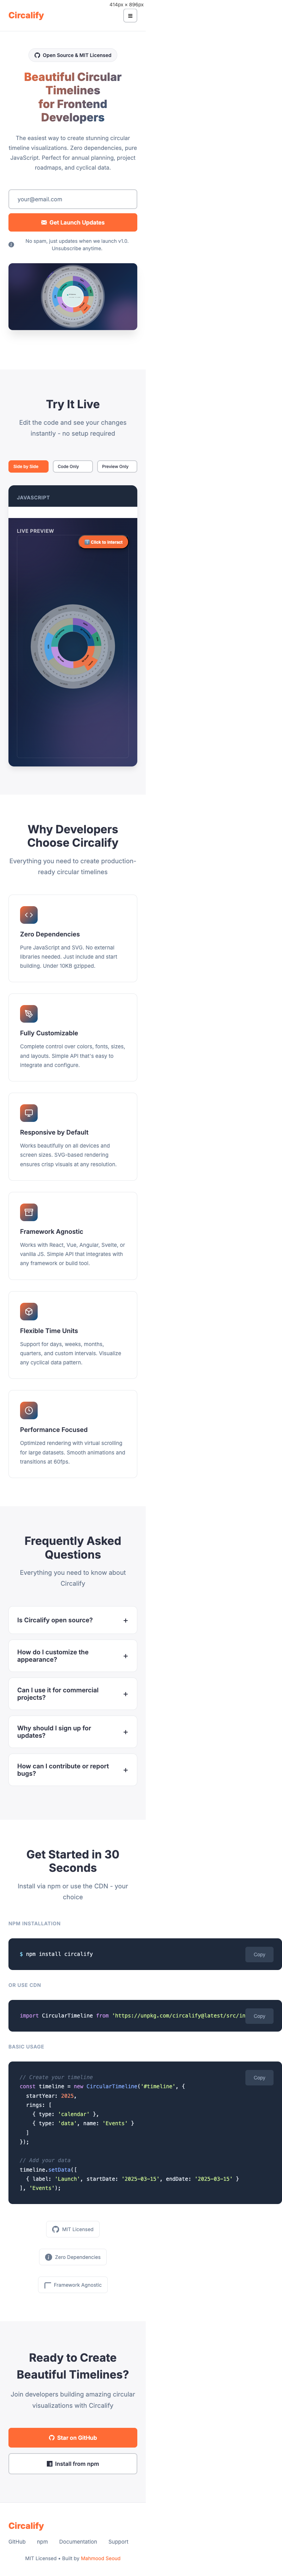 414px × 896px
Circalify
Open Source & MIT Licensed
Beautiful Circular
Timelines
for Frontend
Developers
The easiest way to create stunning circular
timeline visualizations. Zero dependencies, pure
JavaScript. Perfect for annual planning, project
roadmaps, and cyclical data.
your@email.com
Get Launch Updates
No spam, just updates when we launch v1.0.
Unsubscribe anytime.
Try It Live
Edit the code and see your changes
instantly - no setup required
Side by Side
Code Only
Preview Only
JAVASCRIPT
LIVE PREVIEW
Click to interact
Why Developers
Choose Circalify
Everything you need to create production-
ready circular timelines
Zero Dependencies
Pure JavaScript and SVG. No external
libraries needed. Just include and start
building. Under 10KB gzipped.
Fully Customizable
Complete control over colors, fonts, sizes,
and layouts. Simple API that's easy to
integrate and configure.
Responsive by Default
Works beautifully on all devices and
screen sizes. SVG-based rendering
ensures crisp visuals at any resolution.
Framework Agnostic
Works with React, Vue, Angular, Svelte, or
vanilla JS. Simple API that integrates with
any framework or build tool.
Flexible Time Units
Support for days, weeks, months,
quarters, and custom intervals. Visualize
any cyclical data pattern.
Performance Focused
Optimized rendering with virtual scrolling
for large datasets. Smooth animations and
transitions at 60fps.
Frequently Asked
Questions
Everything you need to know about
Circalify
Is Circalify open source? +
How do I customize the
appearance? +
Can I use it for commercial
projects? +
Why should I sign up for
updates? +
How can I contribute or report
bugs? +
Get Started in 30
Seconds
Install via npm or use the CDN - your
choice
NPM INSTALLATION
$ npm install circalify
Copy
OR USE CDN
import CircularTimeline from 'https://unpkg.com/circalify@latest/src/in
Copy
BASIC USAGE
Copy
// Create your timeline
const timeline = new CircularTimeline('#timeline', {
startYear: 2025,
rings: [
{ type: 'calendar' },
{ type: 'data', name: 'Events' }
]
});
// Add your data
timeline.setData([
{ label: 'Launch', startDate: '2025-03-15', endDate: '2025-03-15' }
], 'Events');
MIT Licensed
Zero Dependencies
Framework Agnostic
Ready to Create
Beautiful Timelines?
Join developers building amazing circular
visualizations with Circalify
Star on GitHub
Install from npm
Circalify
GitHub npm Documentation Support
MIT Licensed • Built by Mahmood Seoud